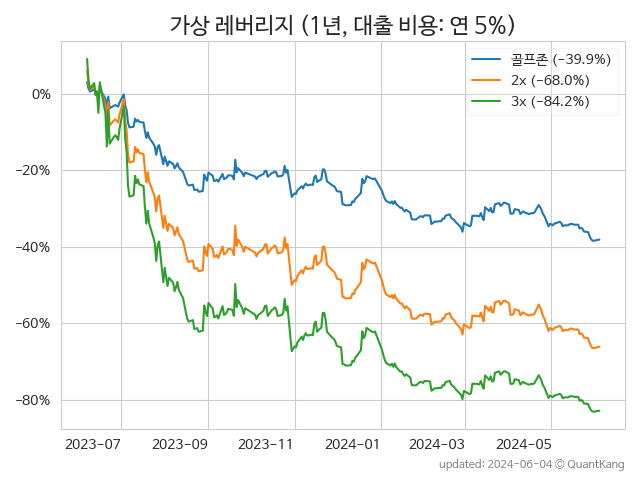 가상 레버리지 (1년, 대출 비용: 연 5%)
골프존 (−39.9%)
2x (−68.0%)
3x (−84.2%)
0%
−20%
−40%
−60%
−80%
2023-07 2023-09 2023-11 2024-01 2024-03 2024-05
updated: 2024-06-04 © QuantKang